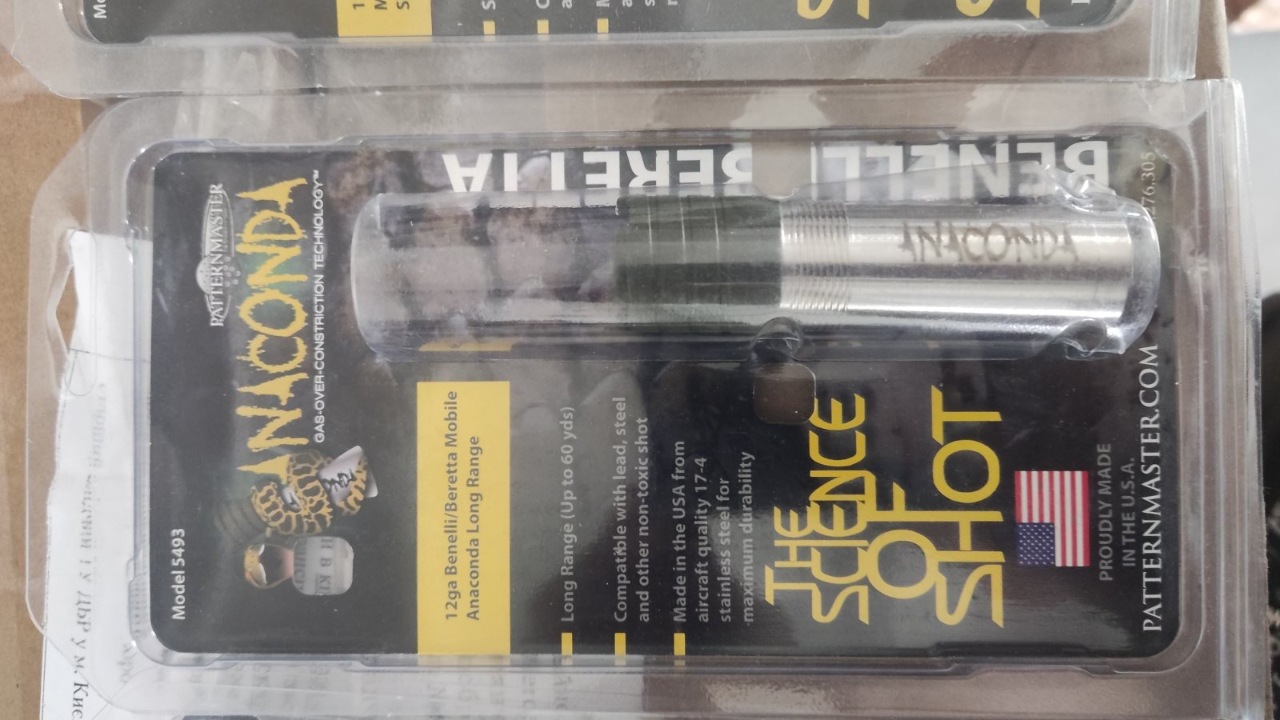 Model 5493
PATTERNMASTER
ANACONDA
GAS-OVER-CONSTRICTION TECHNOLOGY™
12ga Benelli/Beretta Mobile
Anaconda Long Range
Long Range (Up to 60 yds)
Compatible with lead, steel
and other non-toxic shot
Made in the USA from
aircraft quality 17-4
stainless steel for
maximum durability
BENELLI BERETTA
ANACONDA
THE
SCIENCE
OF
SHOT
PROUDLY MADE
IN THE U.S.A.
PATTERNMASTER.COM